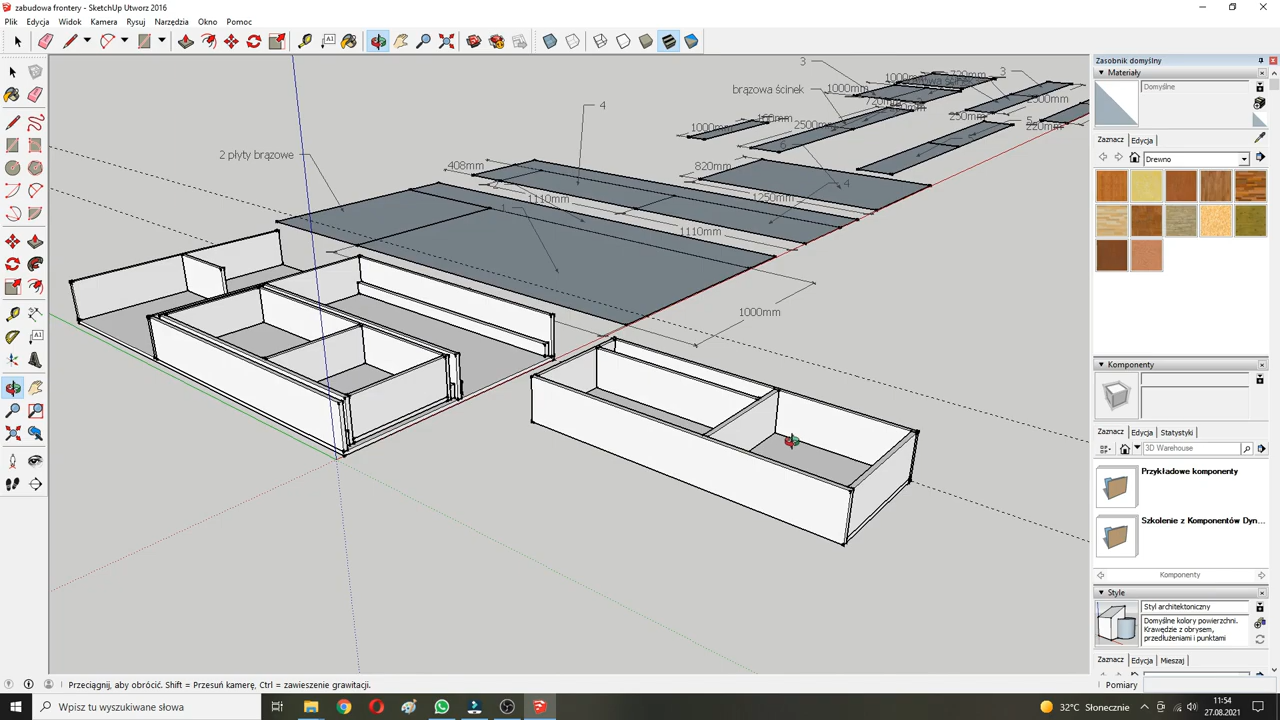 zabudowa frontery - SketchUp Utworz 2016
Plik Edycja Widok Kamera Rysuj Narzędzia Okno Pomoc
Zasobnik domyślny
Materiały
Domyślne
Zaznacz Edycja
Drewno
3
3
1000mm
brązowa ścinek
1000mm
2500mm
2500mm
250mm
220mm
1000mm
4
2 płyty brązowe
408mm
820mm
1110mm
1250mm
4
1110mm
1000mm
Komponenty
Zaznacz Edycja Statystyki
3D Warehouse
Przykładowe komponenty
Szkolenie z Komponentów Dyn...
Komponenty
Style
Styl architektoniczny
Domyślne kolory powierzchni.
Krawędzie z obrysem,
przedłużeniami i punktami
Zaznacz Edycja Mieszaj
Przeciągnij, aby obrócić. Shift = Przesuń kamerę, Ctrl = zawieszenie grawitacji.
Pomiary
Wpisz tu wyszukiwane słowa
32°C Słonecznie
11:54
27.08.2021